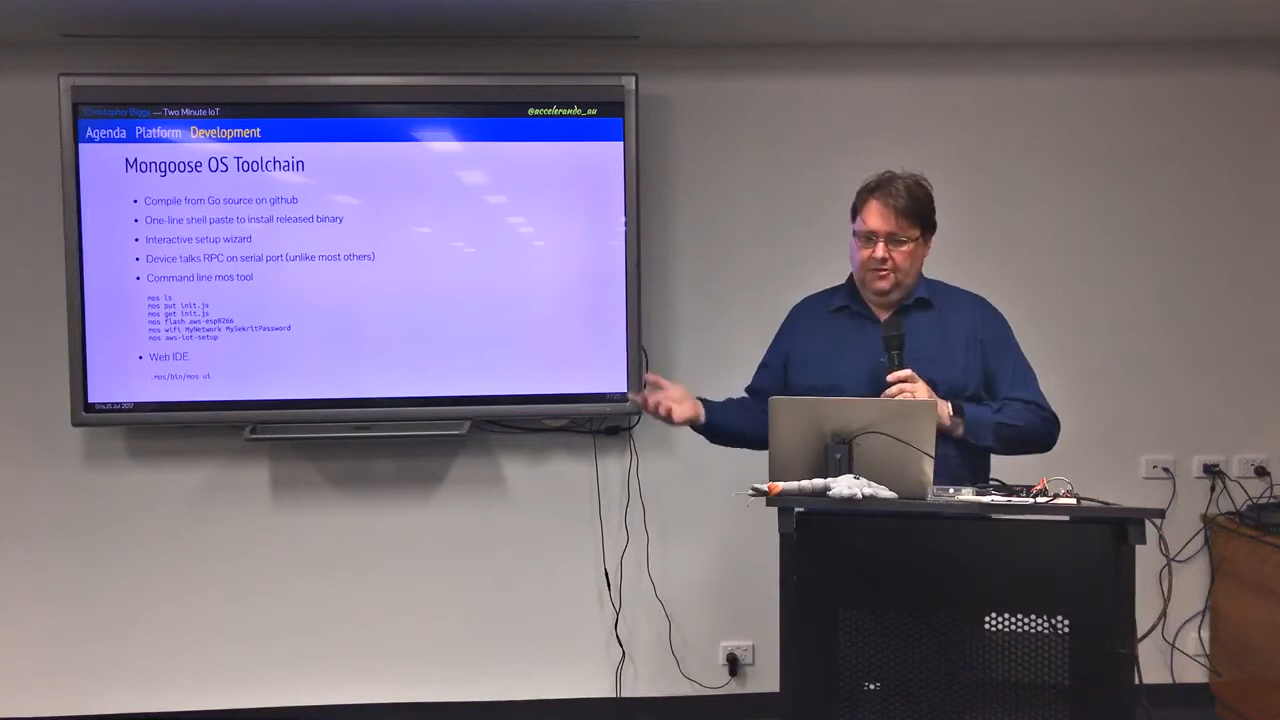 Christopher Biggs — Two Minute IoT
@accelerando_au
Agenda Platform Development
Mongoose OS Toolchain
• Compile from Go source on github
• One-line shell paste to install released binary
• Interactive setup wizard
• Device talks RPC on serial port (unlike most others)
• Command line mos tool
mos ls
mos put init.js
mos get init.js
mos flash aws-esp8266
mos wifi MyNetwork MySekritPassword
mos aws-iot-setup
• Web IDE
.mos/bin/mos ui
Jul 2017